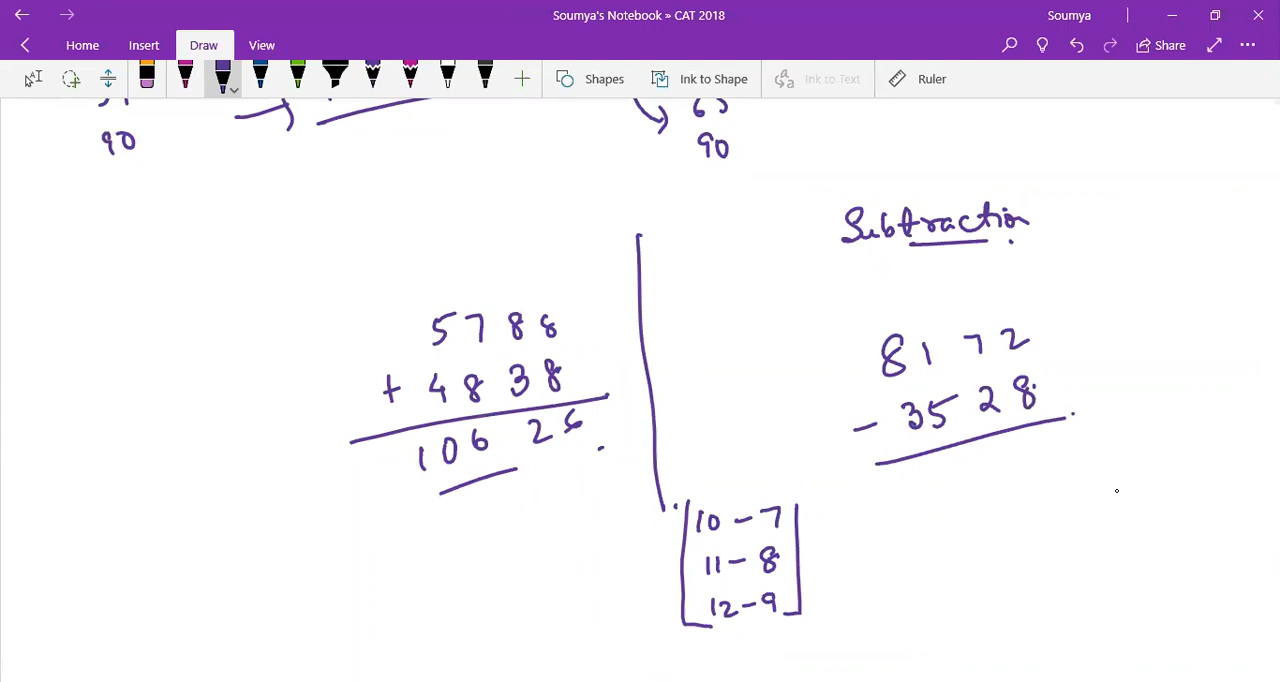 Soumya's Notebook » CAT 2018
Soumya
Home Insert Draw View
Share
Shapes Ink to Shape Ink to Text Ruler
90
90
Subtraction
5788
+ 4838
10626
8172
- 3528
10 - 7
11 - 8
12 - 9